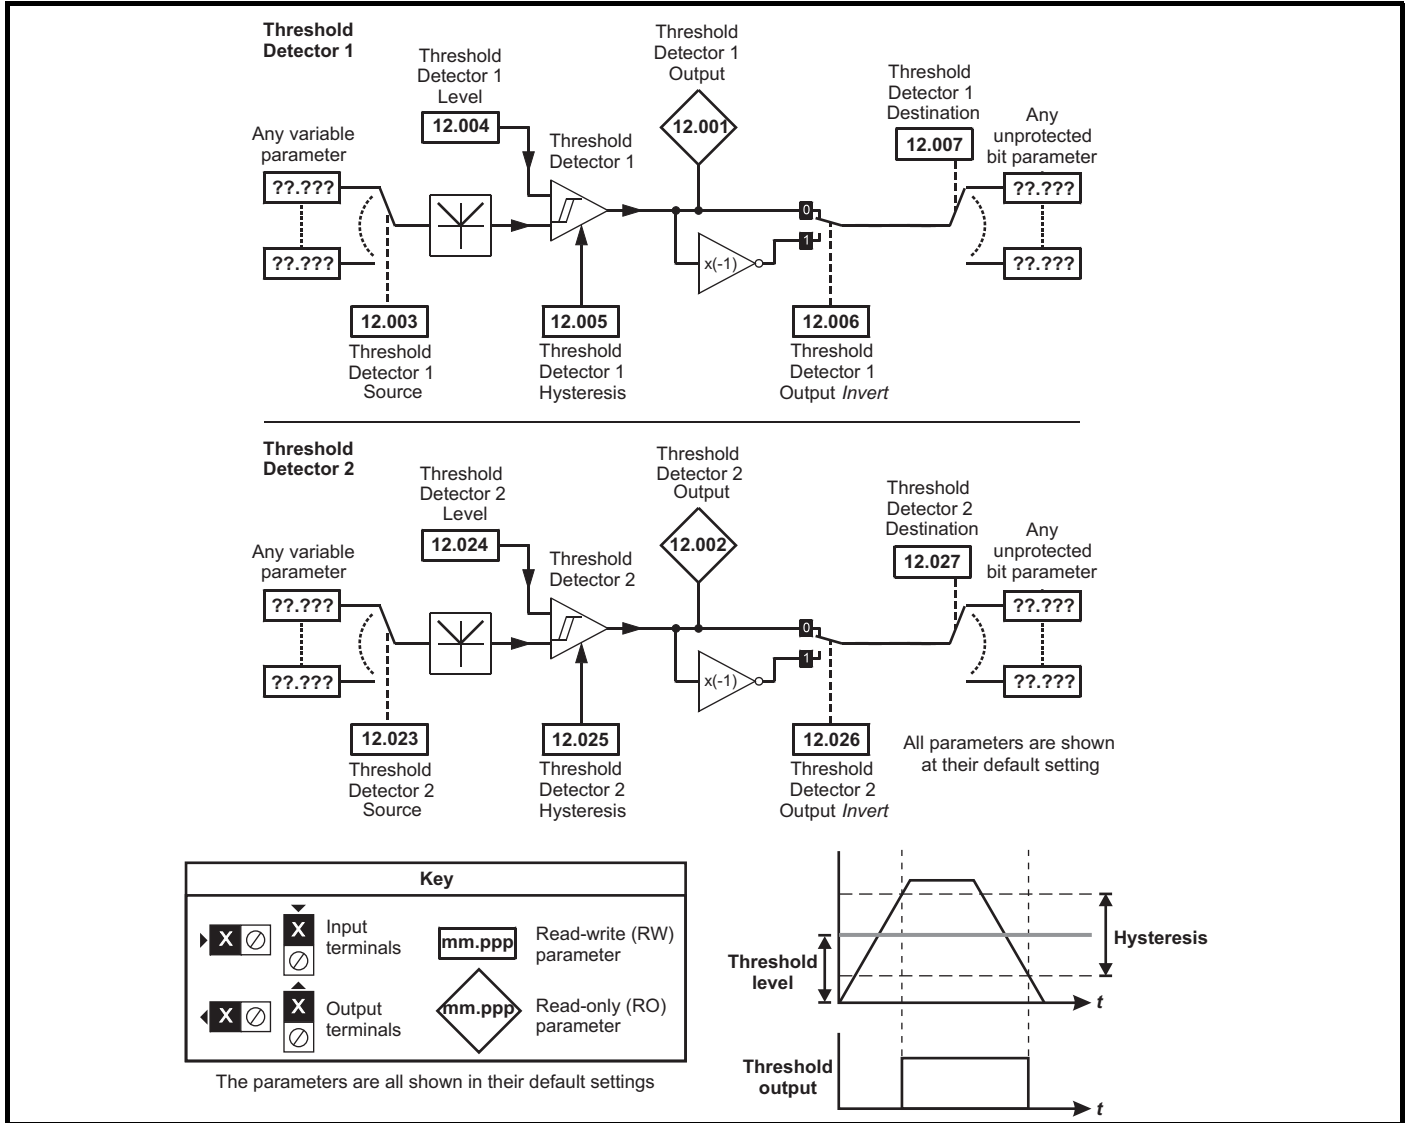 Threshold
Detector 1
Threshold
Detector 1
Level
12.004
Threshold
Detector 1
Output
12.001
Threshold
Detector 1
Destination
12.007
Any variable
parameter
??.???
??.???
Threshold
Detector 1
Any
unprotected
bit parameter
??.???
??.???
0
1
x(-1)
12.003
Threshold
Detector 1
Source
12.005
Threshold
Detector 1
Hysteresis
12.006
Threshold
Detector 1
Output Invert
Threshold
Detector 2
Threshold
Detector 2
Level
12.024
Threshold
Detector 2
Output
12.002
Threshold
Detector 2
Destination
12.027
Any variable
parameter
??.???
??.???
Threshold
Detector 2
Any
unprotected
bit parameter
??.???
??.???
0
1
x(-1)
12.023
Threshold
Detector 2
Source
12.025
Threshold
Detector 2
Hysteresis
12.026
Threshold
Detector 2
Output Invert
All parameters are shown
at their default setting
Key
X
X
Input
terminals
mm.ppp
Read-write (RW)
parameter
X
X
Output
terminals
mm.ppp
Read-only (RO)
parameter
The parameters are all shown in their default settings
Threshold
level
Hysteresis
t
Threshold
output
t